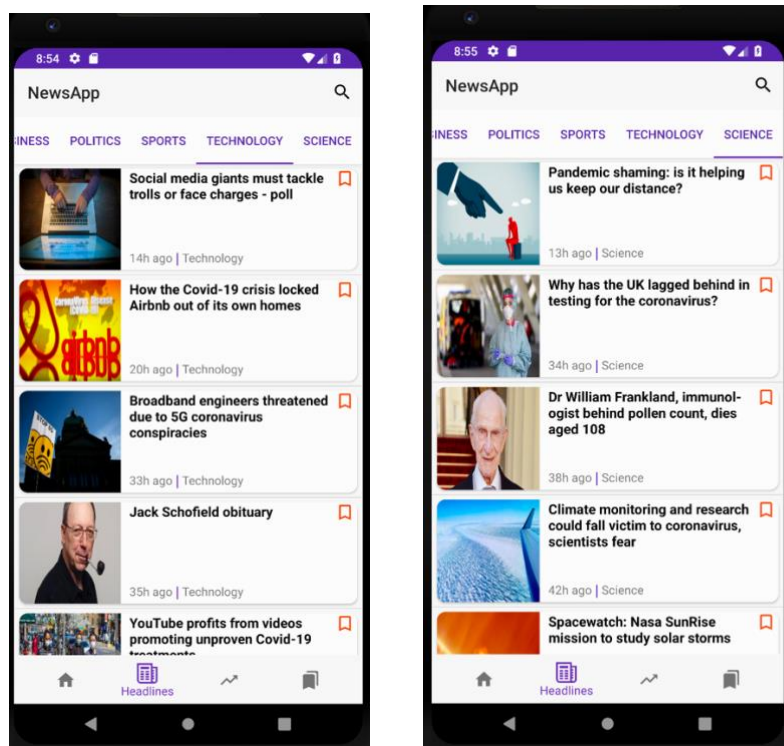 8:54
NewsApp
INESS POLITICS SPORTS TECHNOLOGY SCIENCE
Social media giants must tackle
trolls or face charges - poll
14h ago | Technology
CoronaVirus Disease
airbnb
How the Covid-19 crisis locked
Airbnb out of its own homes
20h ago | Technology
Broadband engineers threatened
due to 5G coronavirus
conspiracies
33h ago | Technology
Jack Schofield obituary
35h ago | Technology
YouTube profits from videos
promoting unproven Covid-19
treatments
Headlines
8:55
NewsApp
INESS POLITICS SPORTS TECHNOLOGY SCIENCE
Pandemic shaming: is it helping
us keep our distance?
13h ago | Science
Why has the UK lagged behind in
testing for the coronavirus?
34h ago | Science
Dr William Frankland, immunol-
ogist behind pollen count, dies
aged 108
38h ago | Science
Climate monitoring and research
could fall victim to coronavirus,
scientists fear
42h ago | Science
Spacewatch: Nasa SunRise
mission to study solar storms
Headlines